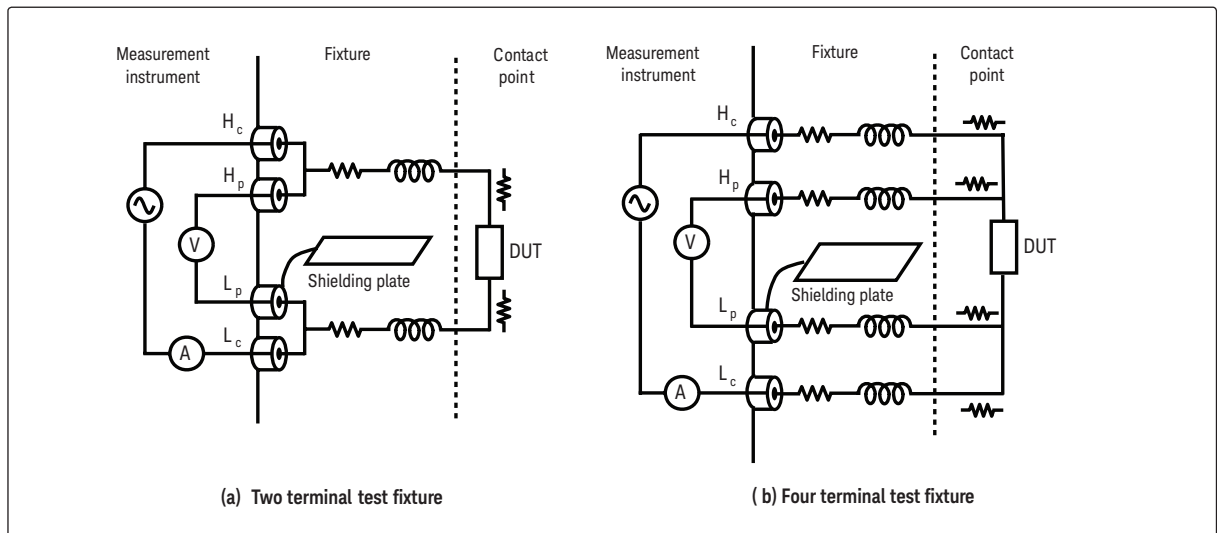 Measurement
instrument
Fixture
Contact
point
H c
H p
V
L p
L c
A
Shielding plate
DUT
(a) Two terminal test fixture
Measurement
instrument
Fixture
Contact
point
H c
H p
V
L p
L c
A
Shielding plate
DUT
( b) Four terminal test fixture